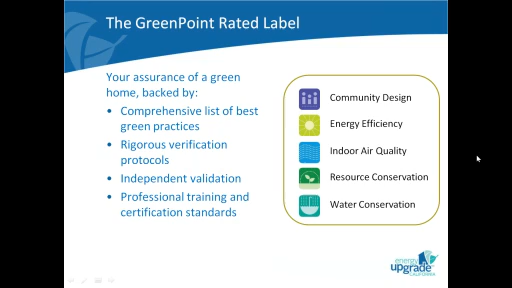 The GreenPoint Rated Label
Your assurance of a green
home, backed by:
• Comprehensive list of best
green practices
• Rigorous verification
protocols
• Independent validation
• Professional training and
certification standards
Community Design
Energy Efficiency
Indoor Air Quality
Resource Conservation
Water Conservation
energy
upgrade
CALIFORNIA